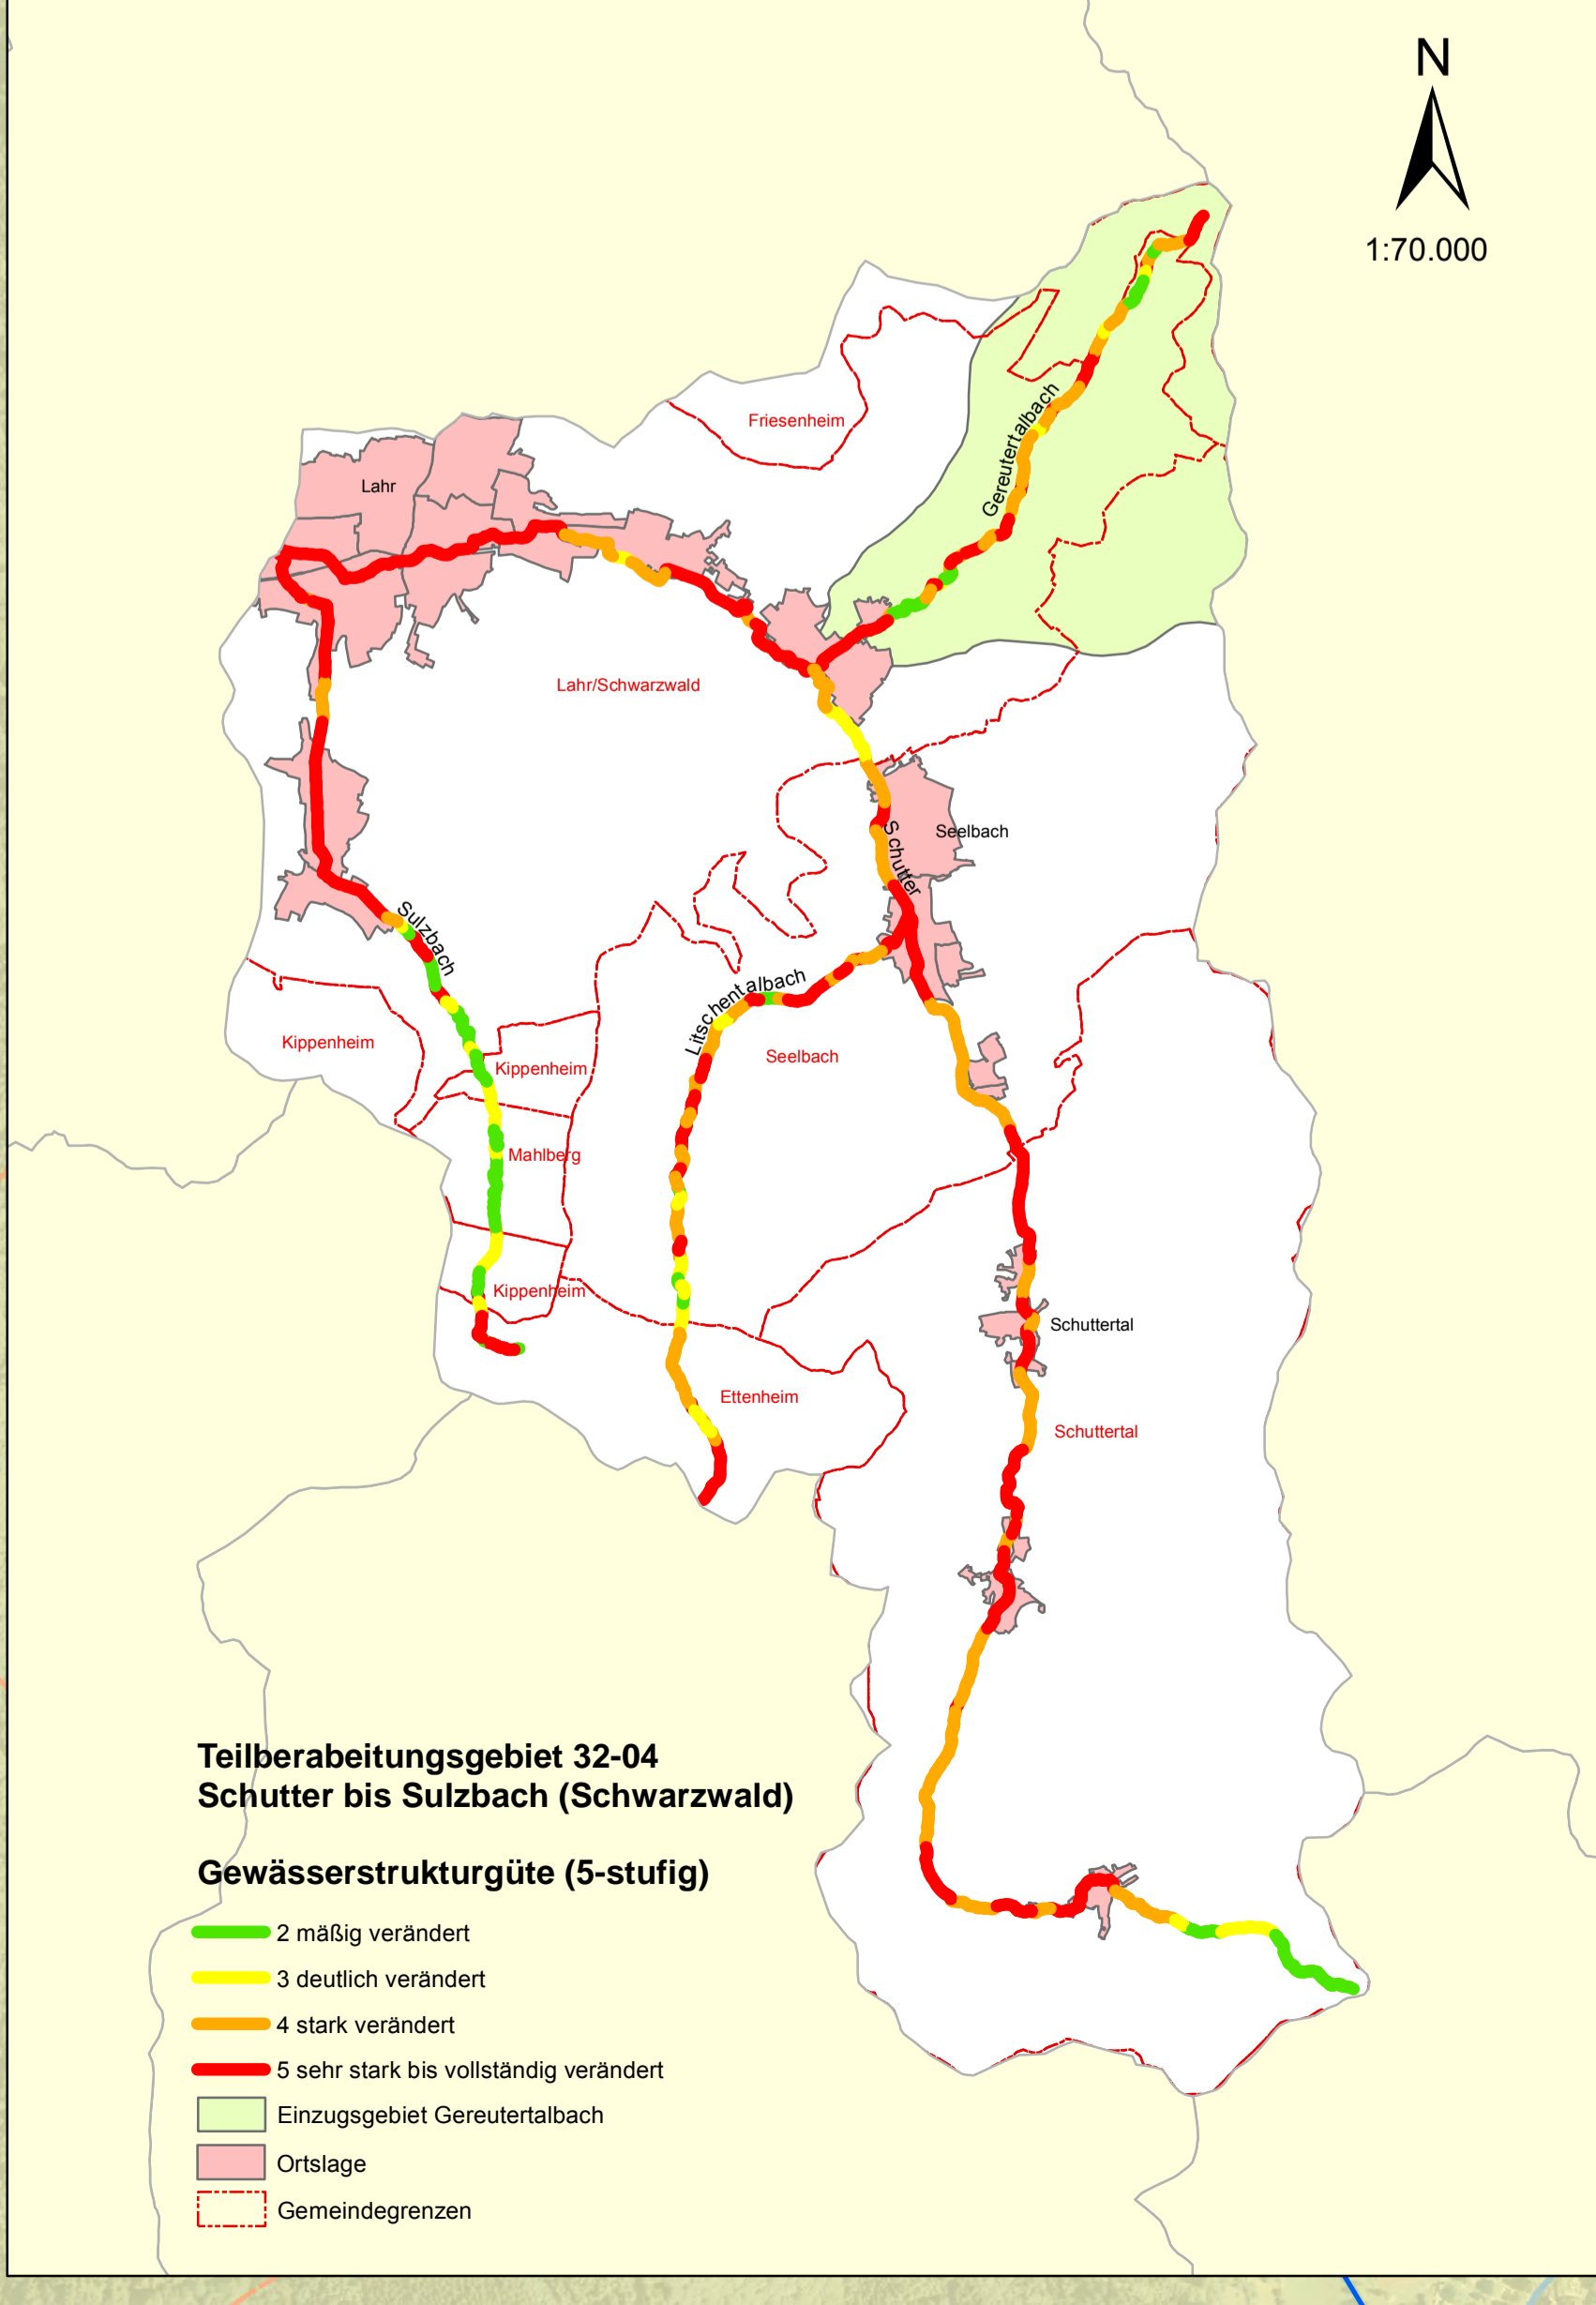 N
1:70.000
Friesenheim
Gereutertalbach
Lahr
Lahr/Schwarzwald
Seelbach
Schutter
Sulzbach
Litschentalbach
Kippenheim
Seelbach
Kippenheim
Mahlberg
Kippenheim
Schuttertal
Ettenheim
Schuttertal
Teilberabeitungsgebiet 32-04
Schutter bis Sulzbach (Schwarzwald)
Gewässerstrukturgüte (5-stufig)
2 mäßig verändert
3 deutlich verändert
4 stark verändert
5 sehr stark bis vollständig verändert
Einzugsgebiet Gereutertalbach
Ortslage
Gemeindegrenzen